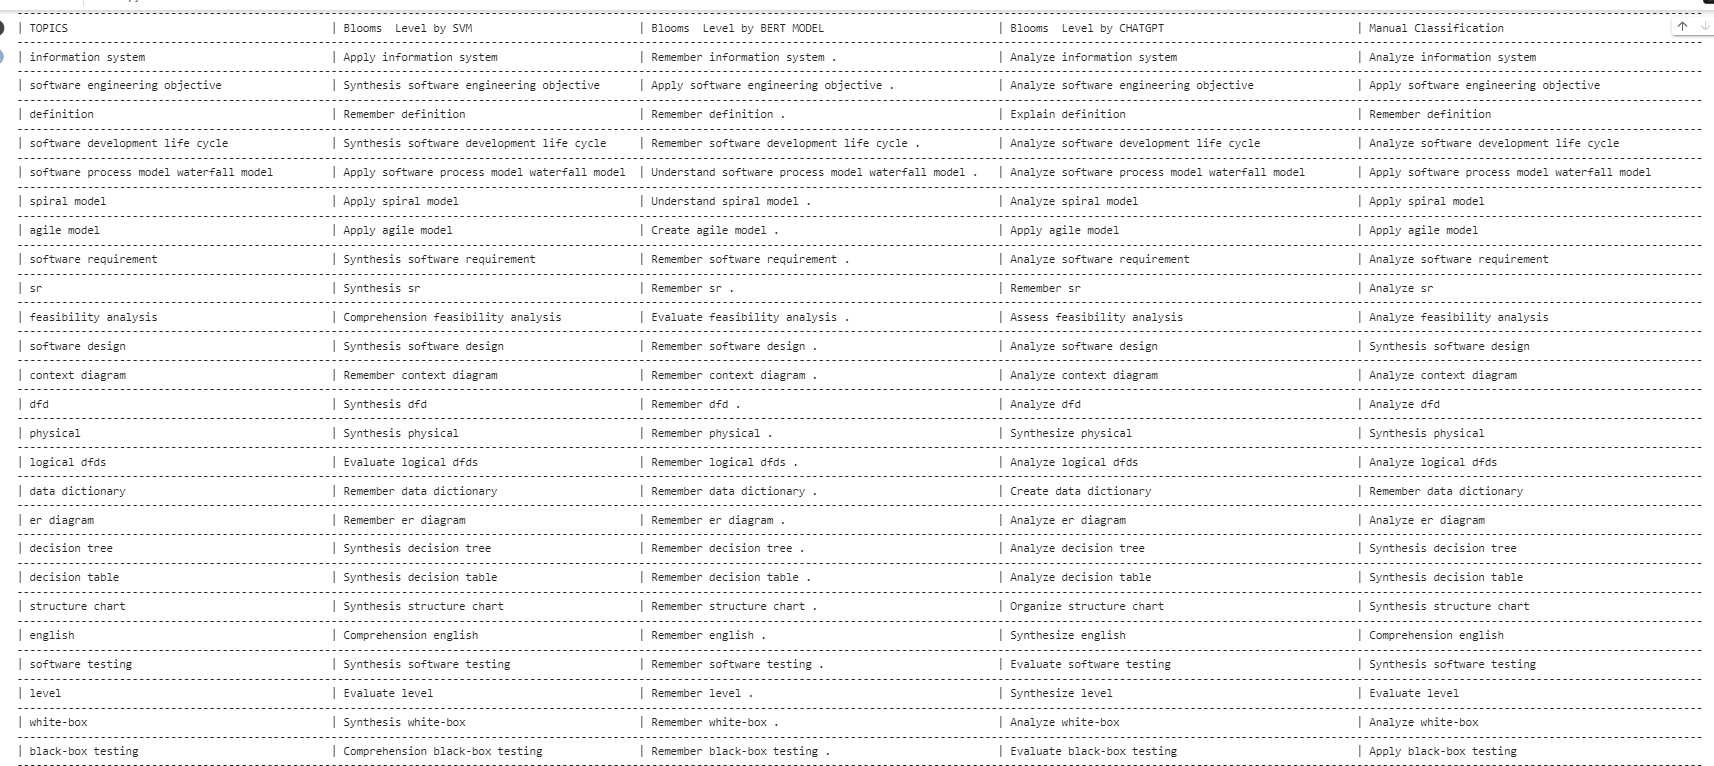 | TOPICS | Blooms  Level by SVM | Blooms  Level by BERT MODEL | Blooms  Level by CHATGPT | Manual Classification
| information system | Apply information system | Remember information system . | Analyze information system | Analyze information system
| software engineering objective | Synthesis software engineering objective | Apply software engineering objective . | Analyze software engineering objective | Apply software engineering objective
| definition | Remember definition | Remember definition . | Explain definition | Remember definition
| software development life cycle | Synthesis software development life cycle | Remember software development life cycle . | Analyze software development life cycle | Analyze software development life cycle
| software process model waterfall model | Apply software process model waterfall model | Understand software process model waterfall model . | Analyze software process model waterfall model | Apply software process model waterfall model
| spiral model | Apply spiral model | Understand spiral model . | Analyze spiral model | Apply spiral model
| agile model | Apply agile model | Create agile model . | Apply agile model | Apply agile model
| software requirement | Synthesis software requirement | Remember software requirement . | Analyze software requirement | Analyze software requirement
| sr | Synthesis sr | Remember sr . | Remember sr | Analyze sr
| feasibility analysis | Comprehension feasibility analysis | Evaluate feasibility analysis . | Assess feasibility analysis | Analyze feasibility analysis
| software design | Synthesis software design | Remember software design . | Analyze software design | Synthesis software design
| context diagram | Remember context diagram | Remember context diagram . | Analyze context diagram | Analyze context diagram
| dfd | Synthesis dfd | Remember dfd . | Analyze dfd | Analyze dfd
| physical | Synthesis physical | Remember physical . | Synthesize physical | Synthesis physical
| logical dfds | Evaluate logical dfds | Remember logical dfds . | Analyze logical dfds | Analyze logical dfds
| data dictionary | Remember data dictionary | Remember data dictionary . | Create data dictionary | Remember data dictionary
| er diagram | Remember er diagram | Remember er diagram . | Analyze er diagram | Analyze er diagram
| decision tree | Synthesis decision tree | Remember decision tree . | Analyze decision tree | Synthesis decision tree
| decision table | Synthesis decision table | Remember decision table . | Analyze decision table | Synthesis decision table
| structure chart | Synthesis structure chart | Remember structure chart . | Organize structure chart | Synthesis structure chart
| english | Comprehension english | Remember english . | Synthesize english | Comprehension english
| software testing | Synthesis software testing | Remember software testing . | Evaluate software testing | Synthesis software testing
| level | Evaluate level | Remember level . | Synthesize level | Evaluate level
| white-box | Synthesis white-box | Remember white-box . | Analyze white-box | Analyze white-box
| black-box testing | Comprehension black-box testing | Remember black-box testing . | Evaluate black-box testing | Apply black-box testing